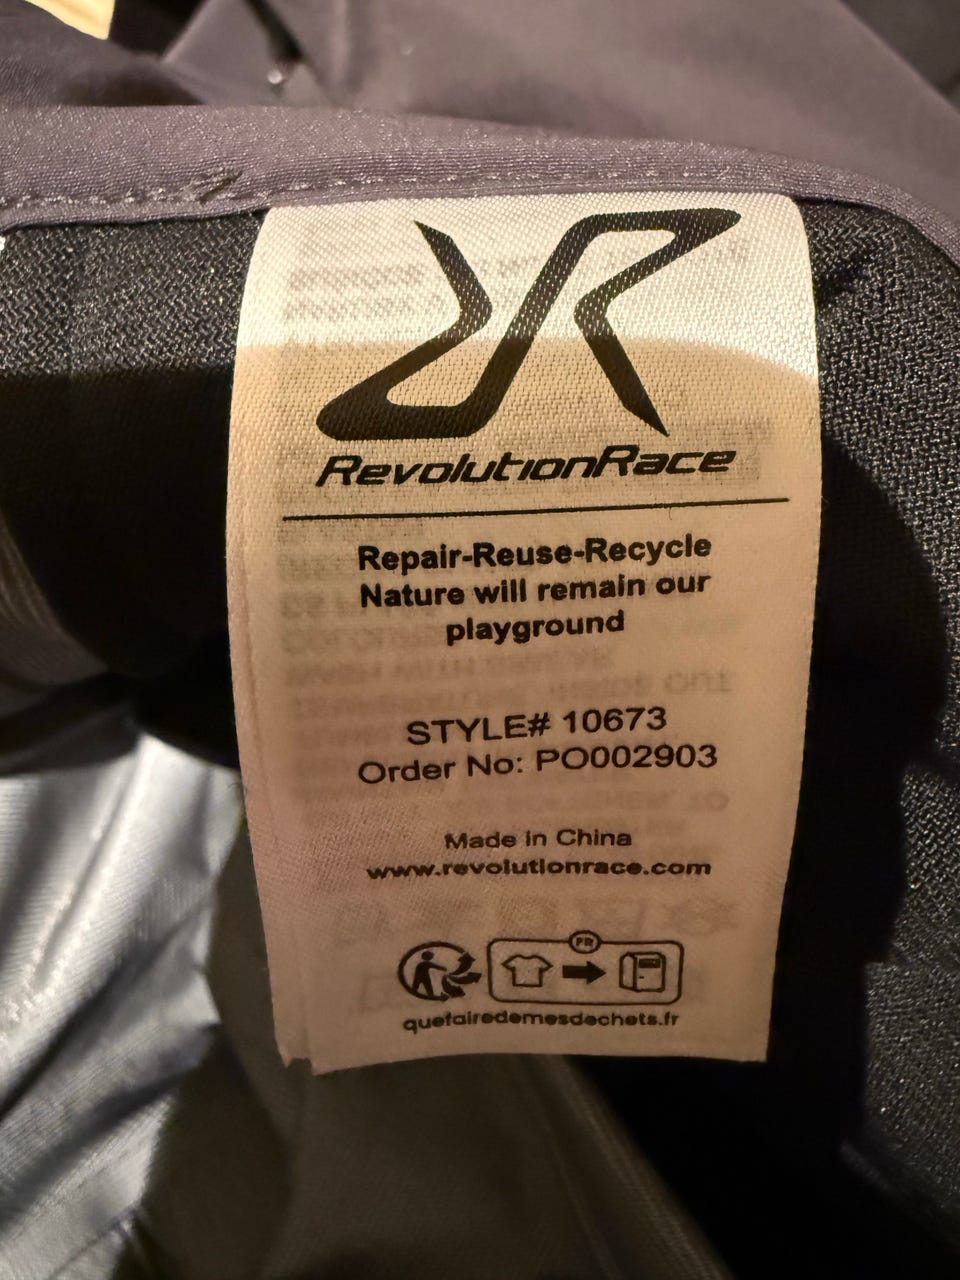 RevolutionRace
Repair-Reuse-Recycle
Nature will remain our
playground
STYLE# 10673
Order No: PO002903
Made in China
www.revolutionrace.com
FR
quefairedemesdechets.fr